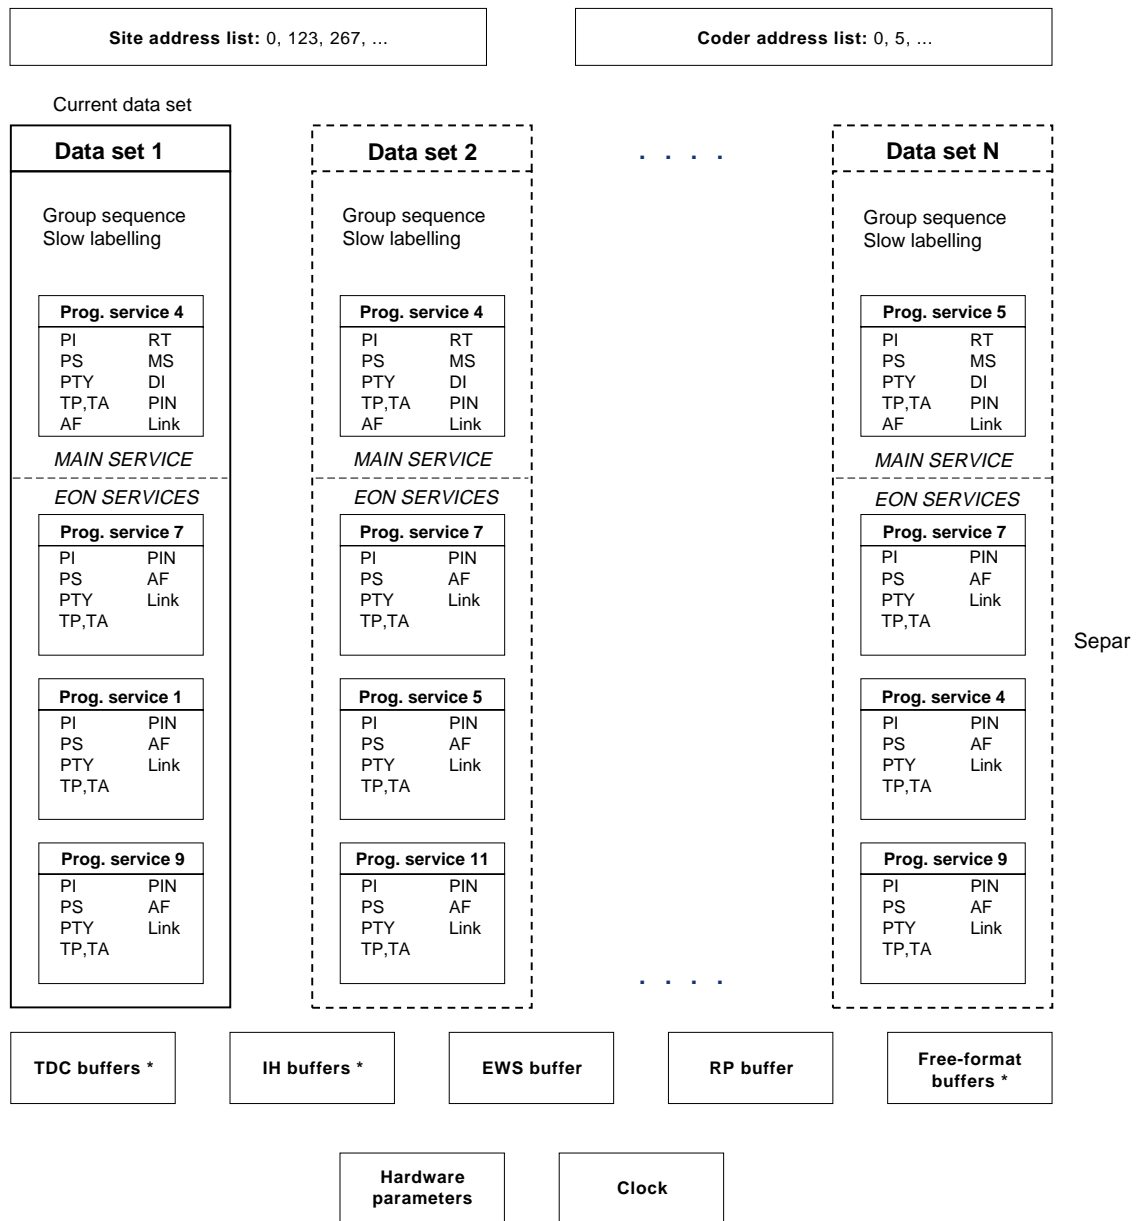 Site address list: 0, 123, 267, ...
Coder address list: 0, 5, ...
Current data set
Data set 1
Group sequence
Slow labelling
Prog. service 4
PI RT
PS MS
PTY DI
TP,TA PIN
AF Link
MAIN SERVICE
EON SERVICES
Prog. service 7
PI PIN
PS AF
PTY Link
TP,TA
Prog. service 1
PI PIN
PS AF
PTY Link
TP,TA
Prog. service 9
PI PIN
PS AF
PTY Link
TP,TA
Data set 2
Group sequence
Slow labelling
Prog. service 4
PI RT
PS MS
PTY DI
TP,TA PIN
AF Link
MAIN SERVICE
EON SERVICES
Prog. service 7
PI PIN
PS AF
PTY Link
TP,TA
Prog. service 5
PI PIN
PS AF
PTY Link
TP,TA
Prog. service 11
PI PIN
PS AF
PTY Link
TP,TA
. . . .
. . . .
Data set N
Group sequence
Slow labelling
Prog. service 5
PI RT
PS MS
PTY DI
TP,TA PIN
AF Link
MAIN SERVICE
EON SERVICES
Prog. service 7
PI PIN
PS AF
PTY Link
TP,TA
Prog. service 4
PI PIN
PS AF
PTY Link
TP,TA
Prog. service 9
PI PIN
PS AF
PTY Link
TP,TA
Separ
TDC buffers *
IH buffers *
EWS buffer
RP buffer
Free-format
buffers *
Hardware
parameters
Clock